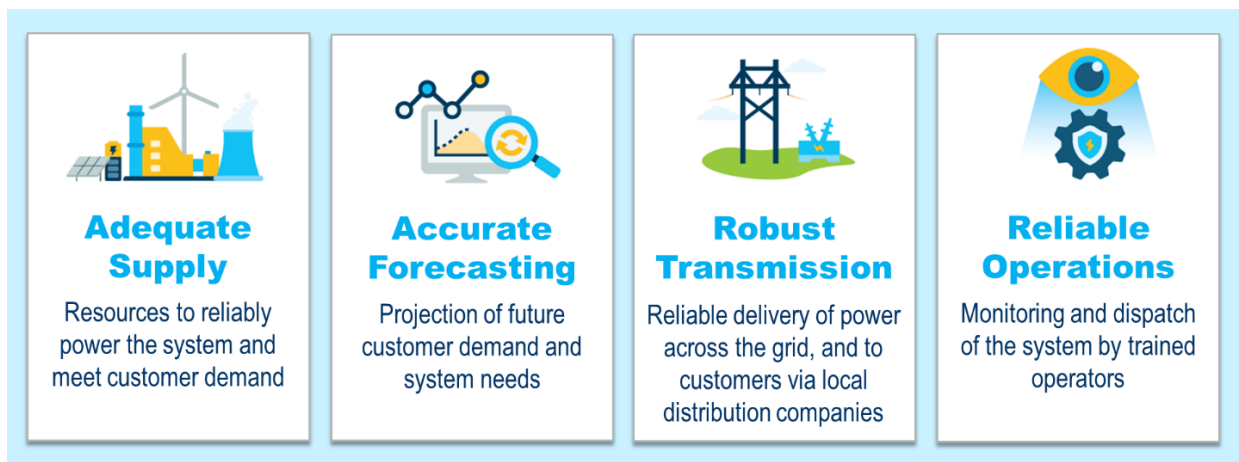 Adequate
Supply
Resources to reliably
power the system and
meet customer demand
Accurate
Forecasting
Projection of future
customer demand and
system needs
Robust
Transmission
Reliable delivery of power
across the grid, and to
customers via local
distribution companies
Reliable
Operations
Monitoring and dispatch
of the system by trained
operators